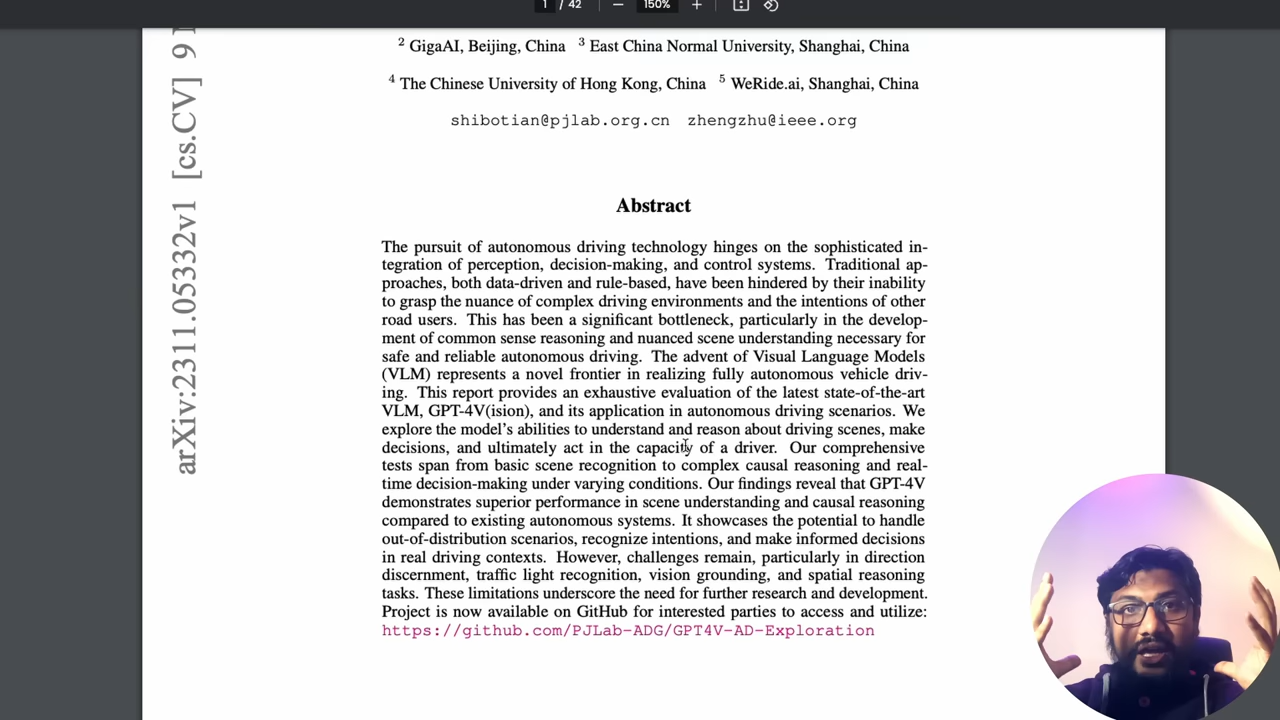 1 / 42 150%
² GigaAI, Beijing, China ³ East China Normal University, Shanghai, China
⁴ The Chinese University of Hong Kong, China ⁵ WeRide.ai, Shanghai, China
shibotian@pjlab.org.cn zhengzhu@ieee.org
arXiv:2311.05332v1 [cs.CV] 9
Abstract
The pursuit of autonomous driving technology hinges on the sophisticated in-
tegration of perception, decision-making, and control systems. Traditional ap-
proaches, both data-driven and rule-based, have been hindered by their inability
to grasp the nuance of complex driving environments and the intentions of other
road users. This has been a significant bottleneck, particularly in the develop-
ment of common sense reasoning and nuanced scene understanding necessary for
safe and reliable autonomous driving. The advent of Visual Language Models
(VLM) represents a novel frontier in realizing fully autonomous vehicle driv-
ing. This report provides an exhaustive evaluation of the latest state-of-the-art
VLM, GPT-4V(ision), and its application in autonomous driving scenarios. We
explore the model's abilities to understand and reason about driving scenes, make
decisions, and ultimately act in the capacity of a driver. Our comprehensive
tests span from basic scene recognition to complex causal reasoning and real-
time decision-making under varying conditions. Our findings reveal that GPT-4V
demonstrates superior performance in scene understanding and causal reasoning
compared to existing autonomous systems. It showcases the potential to handle
out-of-distribution scenarios, recognize intentions, and make informed decisions
in real driving contexts. However, challenges remain, particularly in direction
discernment, traffic light recognition, vision grounding, and spatial reasoning
tasks. These limitations underscore the need for further research and development.
Project is now available on GitHub for interested parties to access and utilize:
https://github.com/PJLab-ADG/GPT4V-AD-Exploration